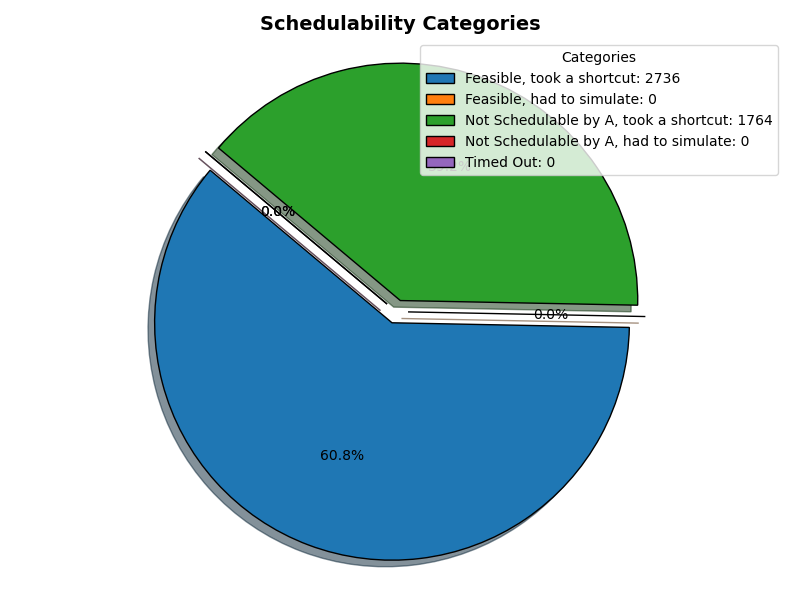 Schedulability Categories
Categories
Feasible, took a shortcut: 2736
Feasible, had to simulate: 0
Not Schedulable by A, took a shortcut: 1764
Not Schedulable by A, had to simulate: 0
Timed Out: 0
0.0%
0.0%
60.8%